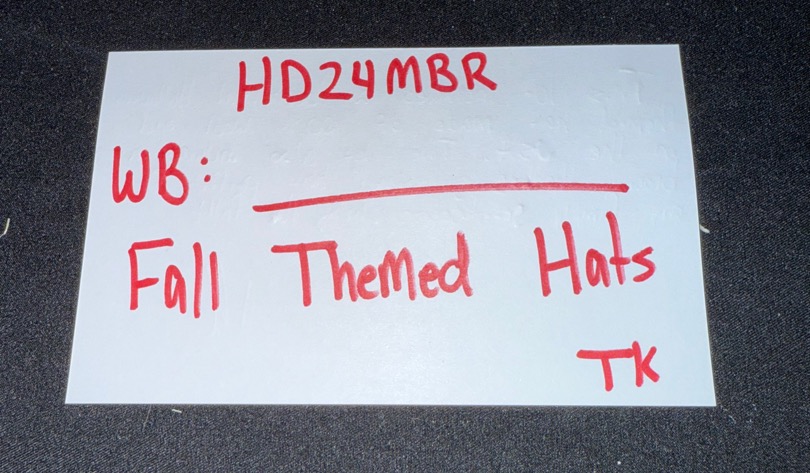 HD24MBR
WB: ________
Fall Themed Hats
TK